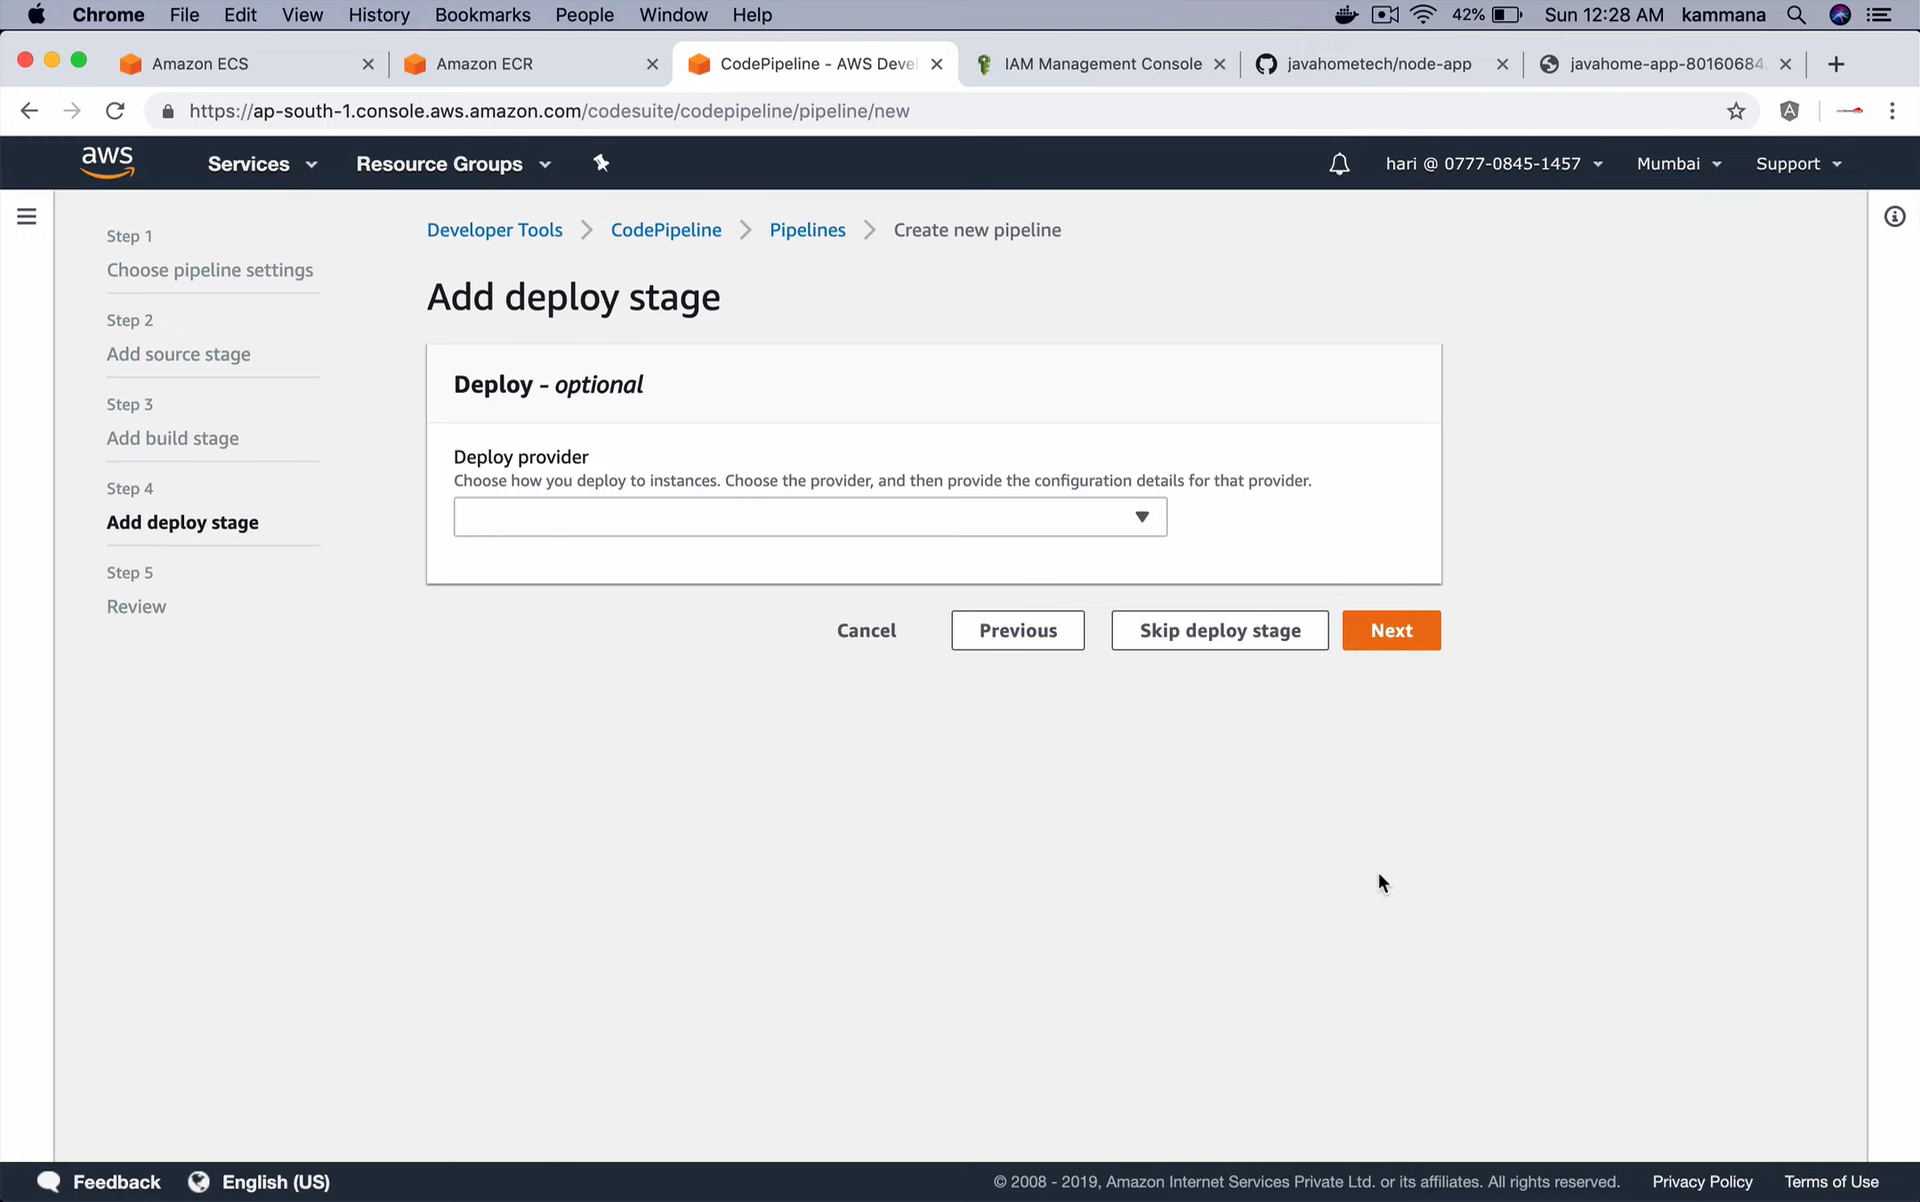 Chrome File Edit View History Bookmarks People Window Help 42% Sun 12:28 AM kammana
Amazon ECS Amazon ECR CodePipeline - AWS Devel IAM Management Console javahometech/node-app javahome-app-80160684
https://ap-south-1.console.aws.amazon.com/codesuite/codepipeline/pipeline/new
aws Services Resource Groups hari @ 0777-0845-1457 Mumbai Support
Developer Tools CodePipeline Pipelines Create new pipeline
Step 1
Choose pipeline settings
Step 2
Add source stage
Step 3
Add build stage
Step 4
Add deploy stage
Step 5
Review
Add deploy stage
Deploy - optional
Deploy provider
Choose how you deploy to instances. Choose the provider, and then provide the configuration details for that provider.
Cancel Previous Skip deploy stage Next
Feedback English (US) © 2008 - 2019, Amazon Internet Services Private Ltd. or its affiliates. All rights reserved. Privacy Policy Terms of Use